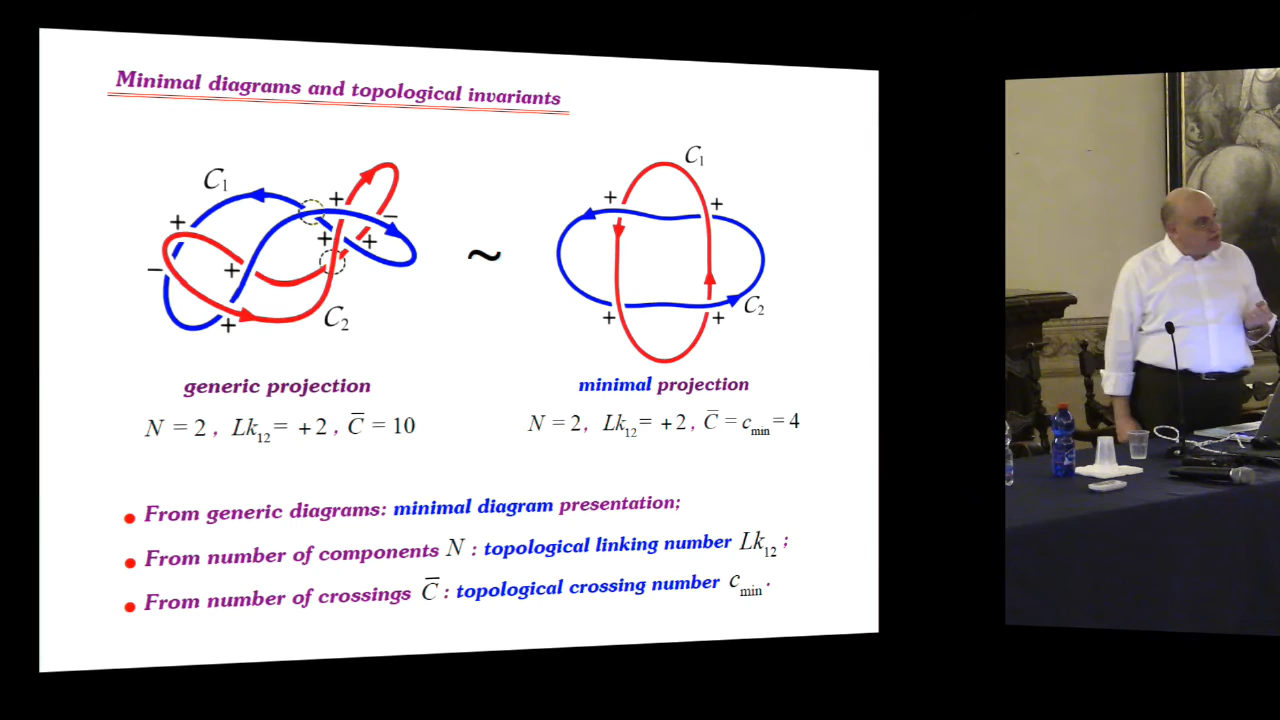 Minimal diagrams and topological invariants
C₁
+
+
−
+
−
+
+
+
C₂
generic projection
N = 2, Lk₁₂= +2, C̅ = 10
~
C₁
+
+
+
+
C₂
minimal projection
N = 2, Lk₁₂= +2, C̅ = cₘᵢₙ = 4
• From generic diagrams: minimal diagram presentation;
• From number of components N : topological linking number Lk₁₂ ;
• From number of crossings C̅ : topological crossing number cₘᵢₙ.